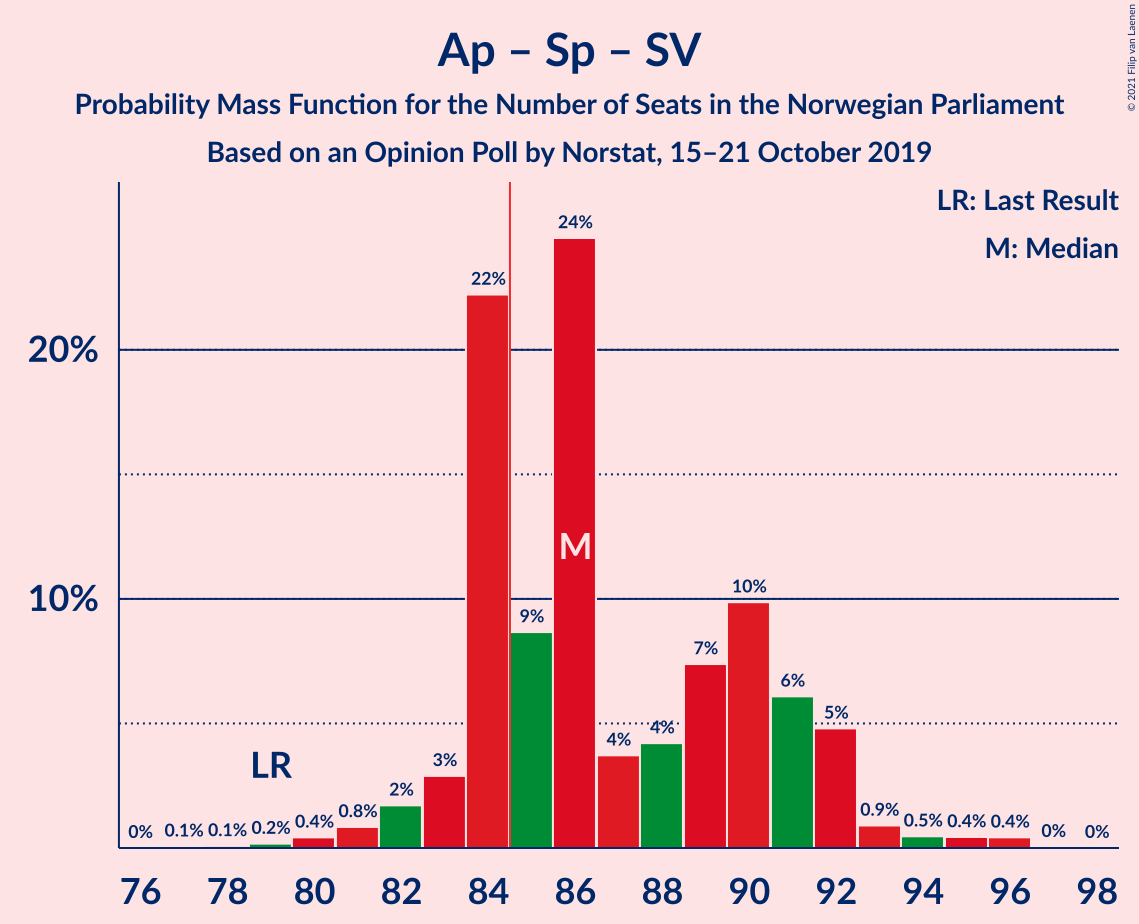 Ap – Sp – SV
Probability Mass Function for the Number of Seats in the Norwegian Parliament
Based on an Opinion Poll by Norstat, 15–21 October 2019
© 2021 Filip van Laenen
LR: Last Result
M: Median
20%
10%
0% 0.1% 0.1% 0.2% 0.4% 0.8% 2% 3% 22% 9% 24% 4% 4% 7% 10% 6% 5% 0.9% 0.5% 0.4% 0.4% 0% 0%
LR
M
76 78 80 82 84 86 88 90 92 94 96 98